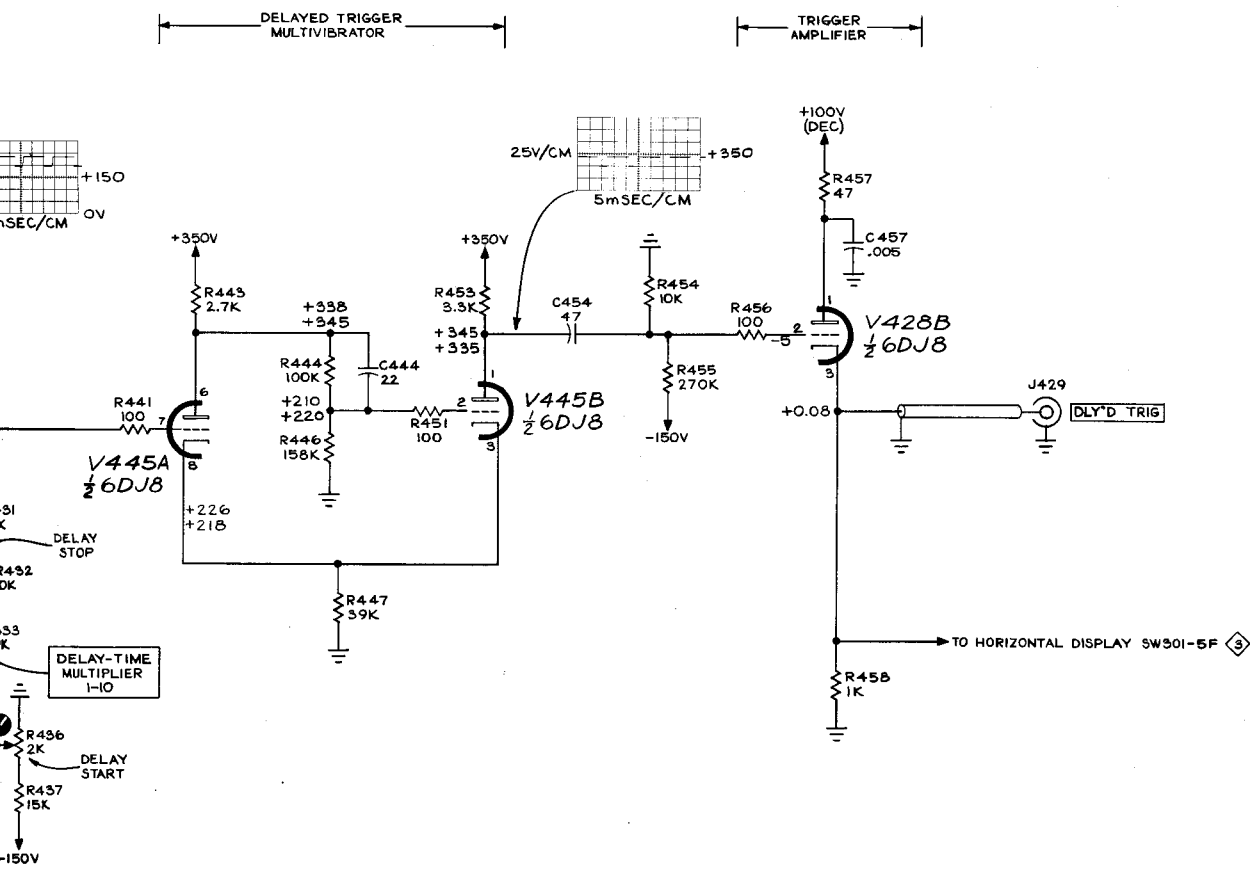 DELAYED TRIGGER
MULTIVIBRATOR
TRIGGER
AMPLIFIER
+150
0V
mSEC/CM
25V/CM
+350
5mSEC/CM
+100V
(DEC)
R457
47
C457
.005
+350V
R443
2.7K
+338
+345
R444
100K
C444
22
+210
+220
R446
158K
R441
100
7
6
8
V445A
½ 6DJ8
+226
+218
R447
39K
+350V
R453
3.3K
+345
+335
C454
47
R451
100
2
1
3
V445B
½ 6DJ8
R454
10K
R455
270K
-150V
R456
100
-5
2
1
3
V428B
½ 6DJ8
+0.08
J429
DLY'D TRIG
TO HORIZONTAL DISPLAY SW301-5F 3
R458
1K
DELAY
STOP
R432
DELAY-TIME
MULTIPLIER
1-10
R436
2K
DELAY
START
R437
15K
-150V